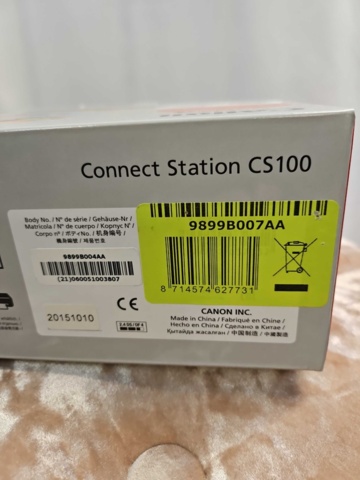 Connect Station CS100
Body No. / N° de série / Gehäuse-Nr /
Matricola / N° de cuerpo / Корпус N° /
Corpo nº / ボディNo. / 机身编号 /
機身編號 / 제품번호
9899B004AA
(21)060051003807
20151010
9899B007AA
8 714574 627731
CANON INC.
Made in China / Fabriqué en Chine /
Hecho en China / Сделано в Китае /
Қытайда жасалған / 中国制造 / 中國製造